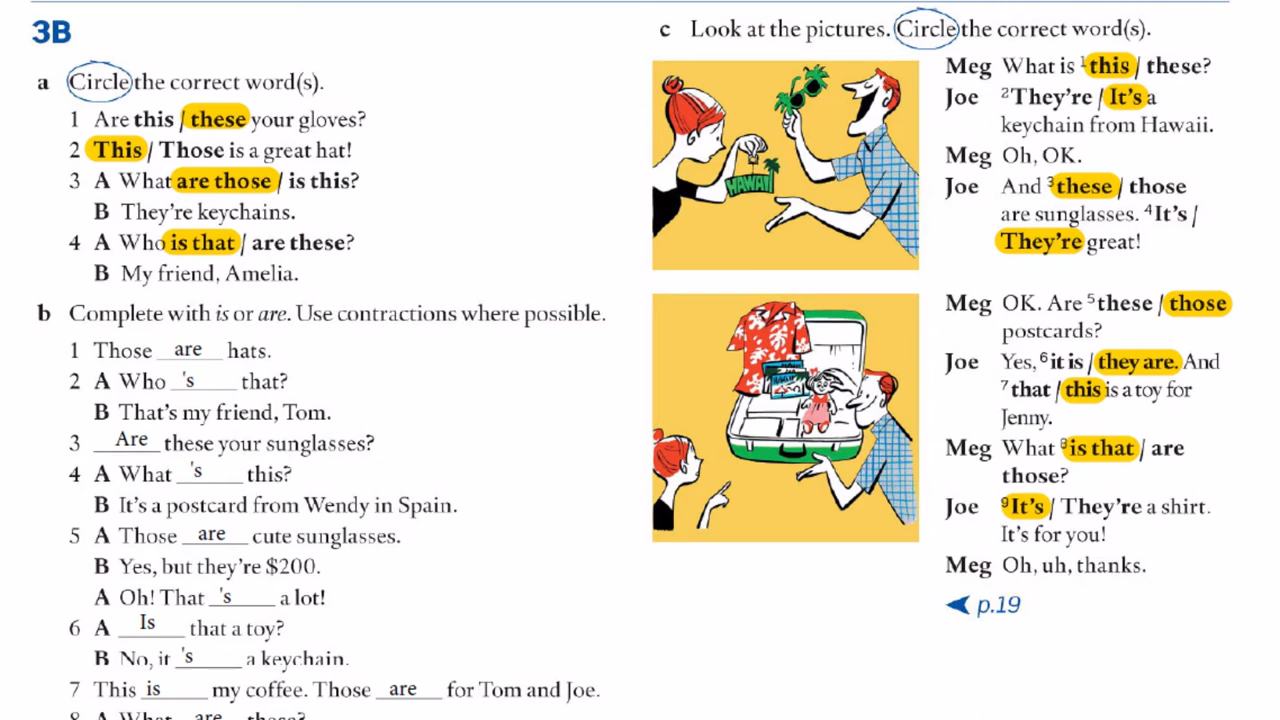 3B
a Circle the correct word(s).
1 Are this / these your gloves?
2 This / Those is a great hat!
3 A What are those / is this?
B They're keychains.
4 A Who is that / are these?
B My friend, Amelia.
b Complete with is or are. Use contractions where possible.
1 Those are hats.
2 A Who 's that?
B That's my friend, Tom.
3 Are these your sunglasses?
4 A What 's this?
B It's a postcard from Wendy in Spain.
5 A Those are cute sunglasses.
B Yes, but they're $200.
A Oh! That 's a lot!
6 A Is that a toy?
B No, it 's a keychain.
7 This is my coffee. Those are for Tom and Joe.
8 A What are these?
c Look at the pictures. Circle the correct word(s).
HAWAII
Meg What is ¹this / these?
Joe ²They're / It's a
keychain from Hawaii.
Meg Oh, OK.
Joe And ³these / those
are sunglasses. ⁴It's /
They're great!
Meg OK. Are ⁵these / those
postcards?
Joe Yes, ⁶it is / they are. And
⁷that / this is a toy for
Jenny.
Meg What ⁸is that / are
those?
Joe ⁹It's / They're a shirt.
It's for you!
Meg Oh, uh, thanks.
p.19